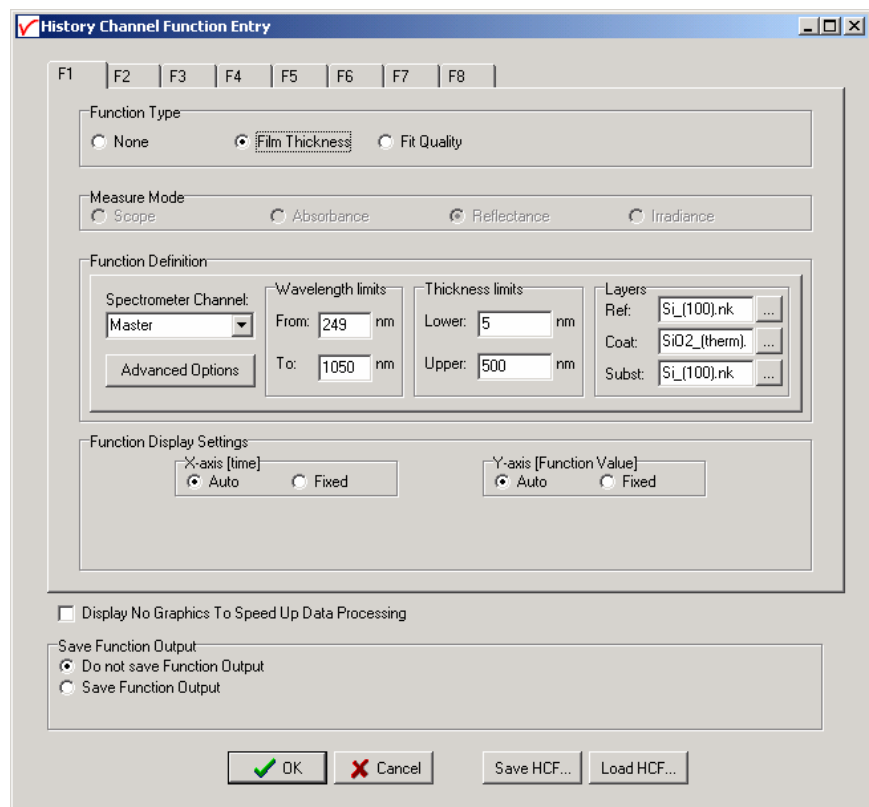 History Channel Function Entry
F1 F2 F3 F4 F5 F6 F7 F8
Function Type
None Film Thickness Fit Quality
Measure Mode
Scope Absorbance Reflectance Irradiance
Function Definition
Spectrometer Channel:
Master
Advanced Options
Wavelength limits
From: 249 nm
To: 1050 nm
Thickness limits
Lower: 5 nm
Upper: 500 nm
Layers
Ref: Si_(100).nk ...
Coat: SiO2_(therm). ...
Subst: Si_(100).nk ...
Function Display Settings
X-axis [time]
Auto Fixed
Y-axis [Function Value]
Auto Fixed
Display No Graphics To Speed Up Data Processing
Save Function Output
Do not save Function Output
Save Function Output
OK Cancel Save HCF... Load HCF...